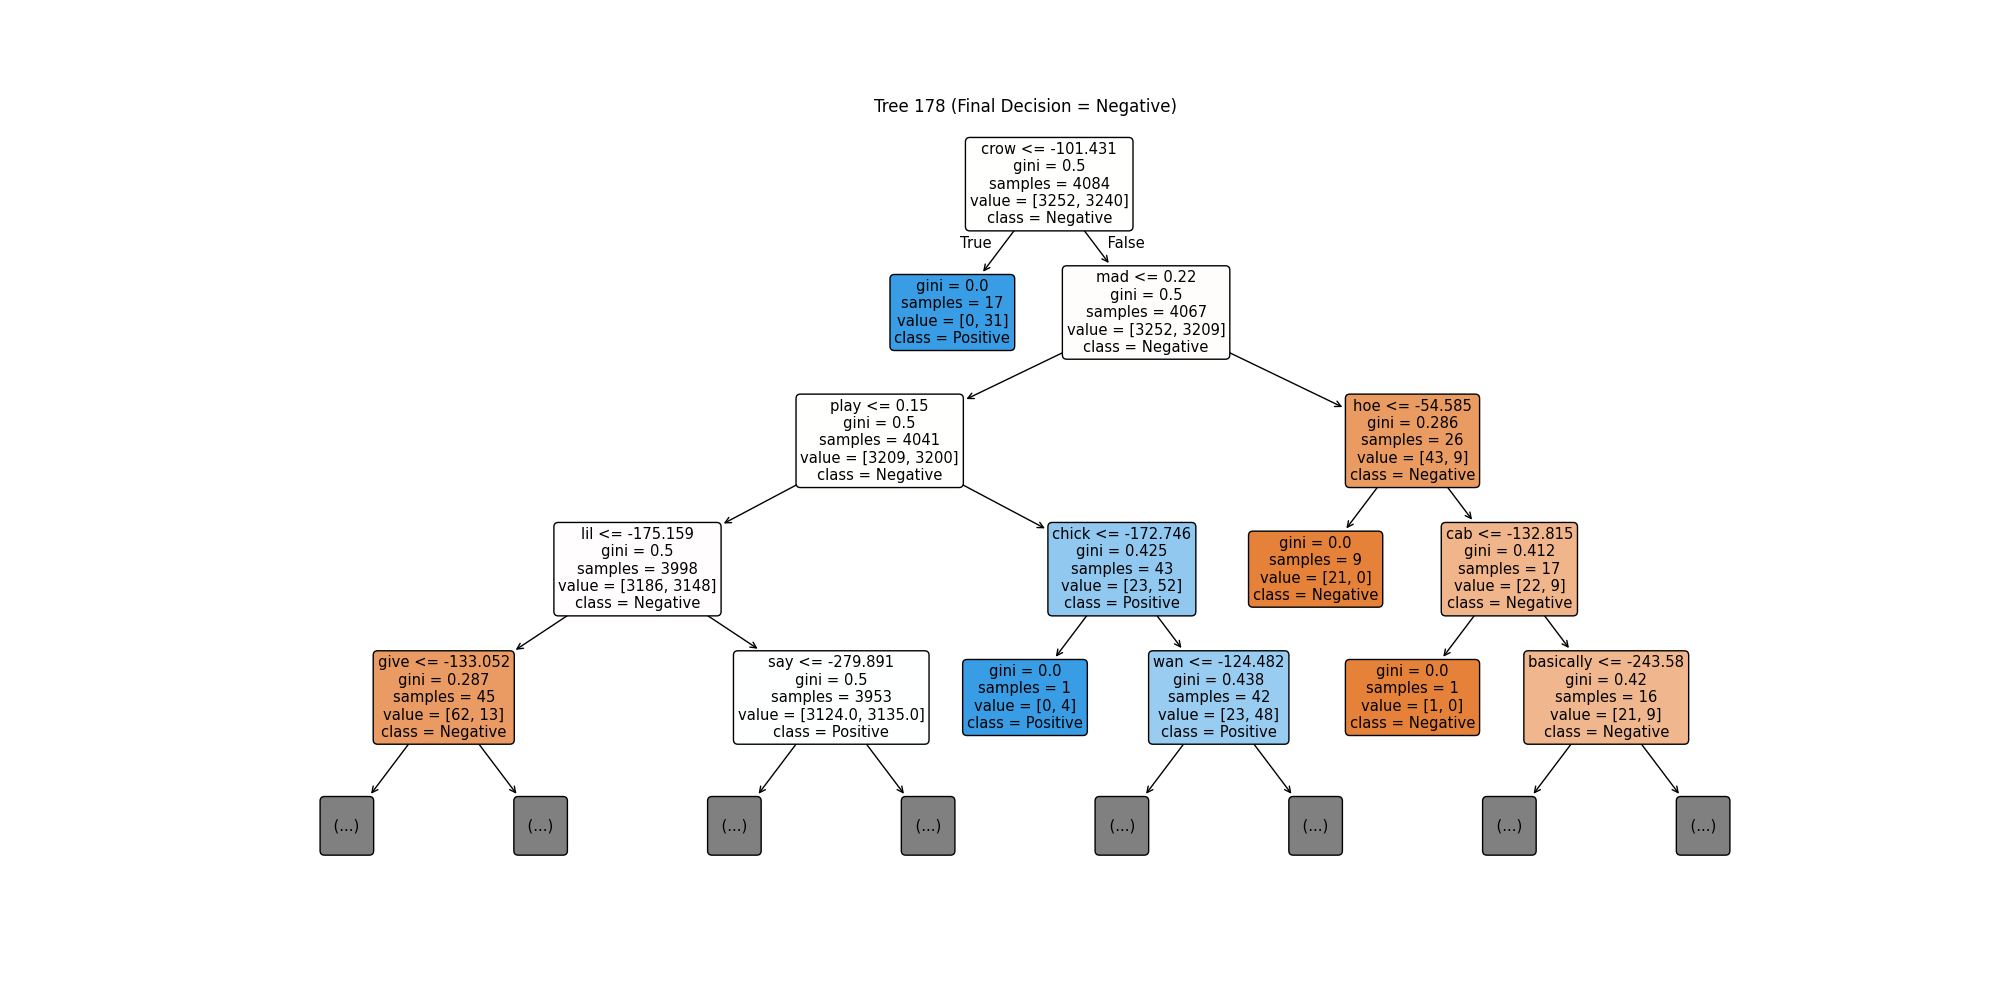 Tree 178 (Final Decision = Negative)
crow <= -101.431
gini = 0.5
samples = 4084
value = [3252, 3240]
class = Negative
True
False
gini = 0.0
samples = 17
value = [0, 31]
class = Positive
mad <= 0.22
gini = 0.5
samples = 4067
value = [3252, 3209]
class = Negative
play <= 0.15
gini = 0.5
samples = 4041
value = [3209, 3200]
class = Negative
hoe <= -54.585
gini = 0.286
samples = 26
value = [43, 9]
class = Negative
lil <= -175.159
gini = 0.5
samples = 3998
value = [3186, 3148]
class = Negative
chick <= -172.746
gini = 0.425
samples = 43
value = [23, 52]
class = Positive
gini = 0.0
samples = 9
value = [21, 0]
class = Negative
cab <= -132.815
gini = 0.412
samples = 17
value = [22, 9]
class = Negative
give <= -133.052
gini = 0.287
samples = 45
value = [62, 13]
class = Negative
say <= -279.891
gini = 0.5
samples = 3953
value = [3124.0, 3135.0]
class = Positive
gini = 0.0
samples = 1
value = [0, 4]
class = Positive
wan <= -124.482
gini = 0.438
samples = 42
value = [23, 48]
class = Positive
gini = 0.0
samples = 1
value = [1, 0]
class = Negative
basically <= -243.58
gini = 0.42
samples = 16
value = [21, 9]
class = Negative
(...)
(...)
(...)
(...)
(...)
(...)
(...)
(...)